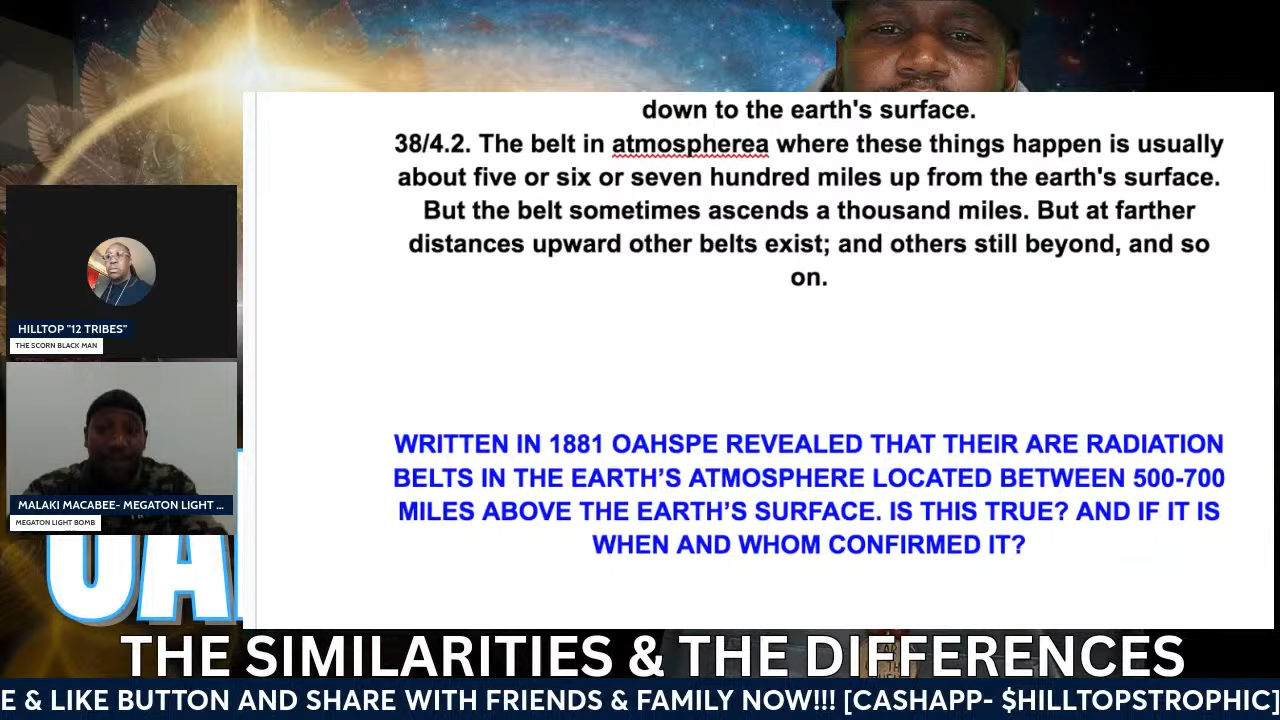 down to the earth's surface.
38/4.2. The belt in atmospherea where these things happen is usually
about five or six or seven hundred miles up from the earth's surface.
But the belt sometimes ascends a thousand miles. But at farther
distances upward other belts exist; and others still beyond, and so
on.
WRITTEN IN 1881 OAHSPE REVEALED THAT THEIR ARE RADIATION
BELTS IN THE EARTH'S ATMOSPHERE LOCATED BETWEEN 500-700
MILES ABOVE THE EARTH'S SURFACE. IS THIS TRUE? AND IF IT IS
WHEN AND WHOM CONFIRMED IT?
HILLTOP "12 TRIBES"
THE SCORN BLACK MAN
MALAKI MACABEE- MEGATON LIGHT ...
MEGATON LIGHT BOMB
THE SIMILARITIES & THE DIFFERENCES
E & LIKE BUTTON AND SHARE WITH FRIENDS & FAMILY NOW!!! [CASHAPP- $HILLTOPSTROPHIC]